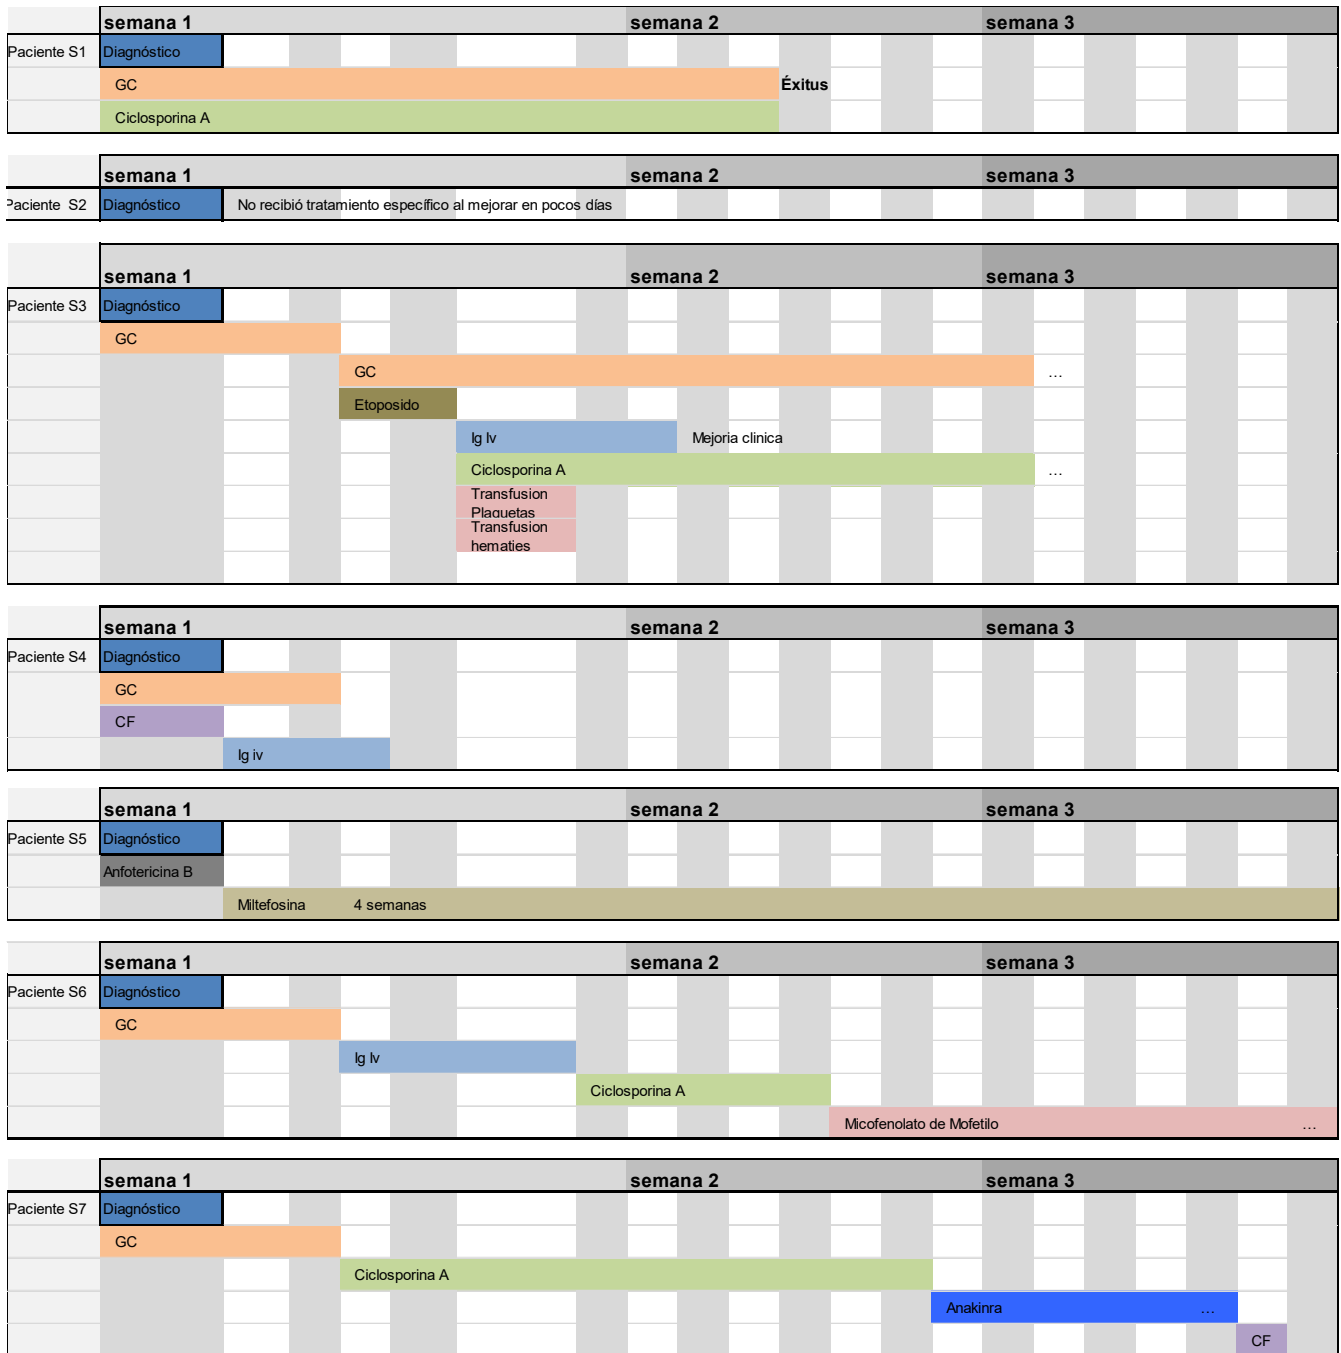 semana 1 semana 2 semana 3
Paciente S1 Diagnóstico
GC Éxitus
Ciclosporina A
semana 1 semana 2 semana 3
Paciente S2 Diagnóstico No recibió tratamiento específico al mejorar en pocos días
semana 1 semana 2 semana 3
Paciente S3 Diagnóstico
GC
GC ...
Etoposido
Ig Iv Mejoria clinica
Ciclosporina A ...
Transfusion
Plaquetas
Transfusion
hematies
semana 1 semana 2 semana 3
Paciente S4 Diagnóstico
GC
CF
Ig iv
semana 1 semana 2 semana 3
Paciente S5 Diagnóstico
Anfotericina B
Miltefosina 4 semanas
semana 1 semana 2 semana 3
Paciente S6 Diagnóstico
GC
Ig Iv
Ciclosporina A
Micofenolato de Mofetilo ...
semana 1 semana 2 semana 3
Paciente S7 Diagnóstico
GC
Ciclosporina A
Anakinra ...
CF